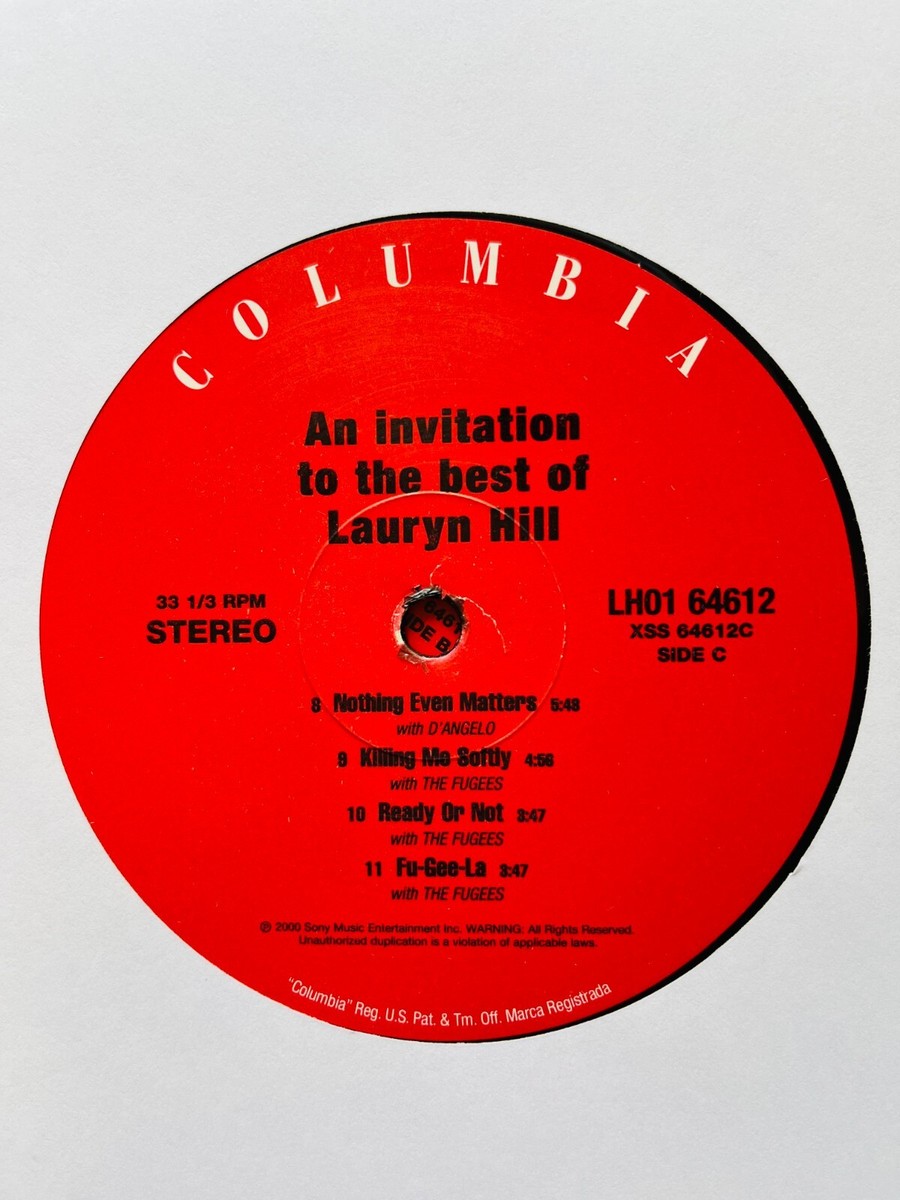 COLUMBIA
An invitation
to the best of
Lauryn Hill
33 1/3 RPM
STEREO
LH01 64612
XSS 64612C
SIDE C
646
DE B
8 Nothing Even Matters 5:48
with D'ANGELO
9 Killing Me Softly 4:56
with THE FUGEES
10 Ready Or Not 3:47
with THE FUGEES
11 Fu-Gee-La 3:47
with THE FUGEES
℗ 2000 Sony Music Entertainment Inc. WARNING: All Rights Reserved.
Unauthorized duplication is a violation of applicable laws.
"Columbia" Reg. U.S. Pat. & Tm. Off. Marca Registrada